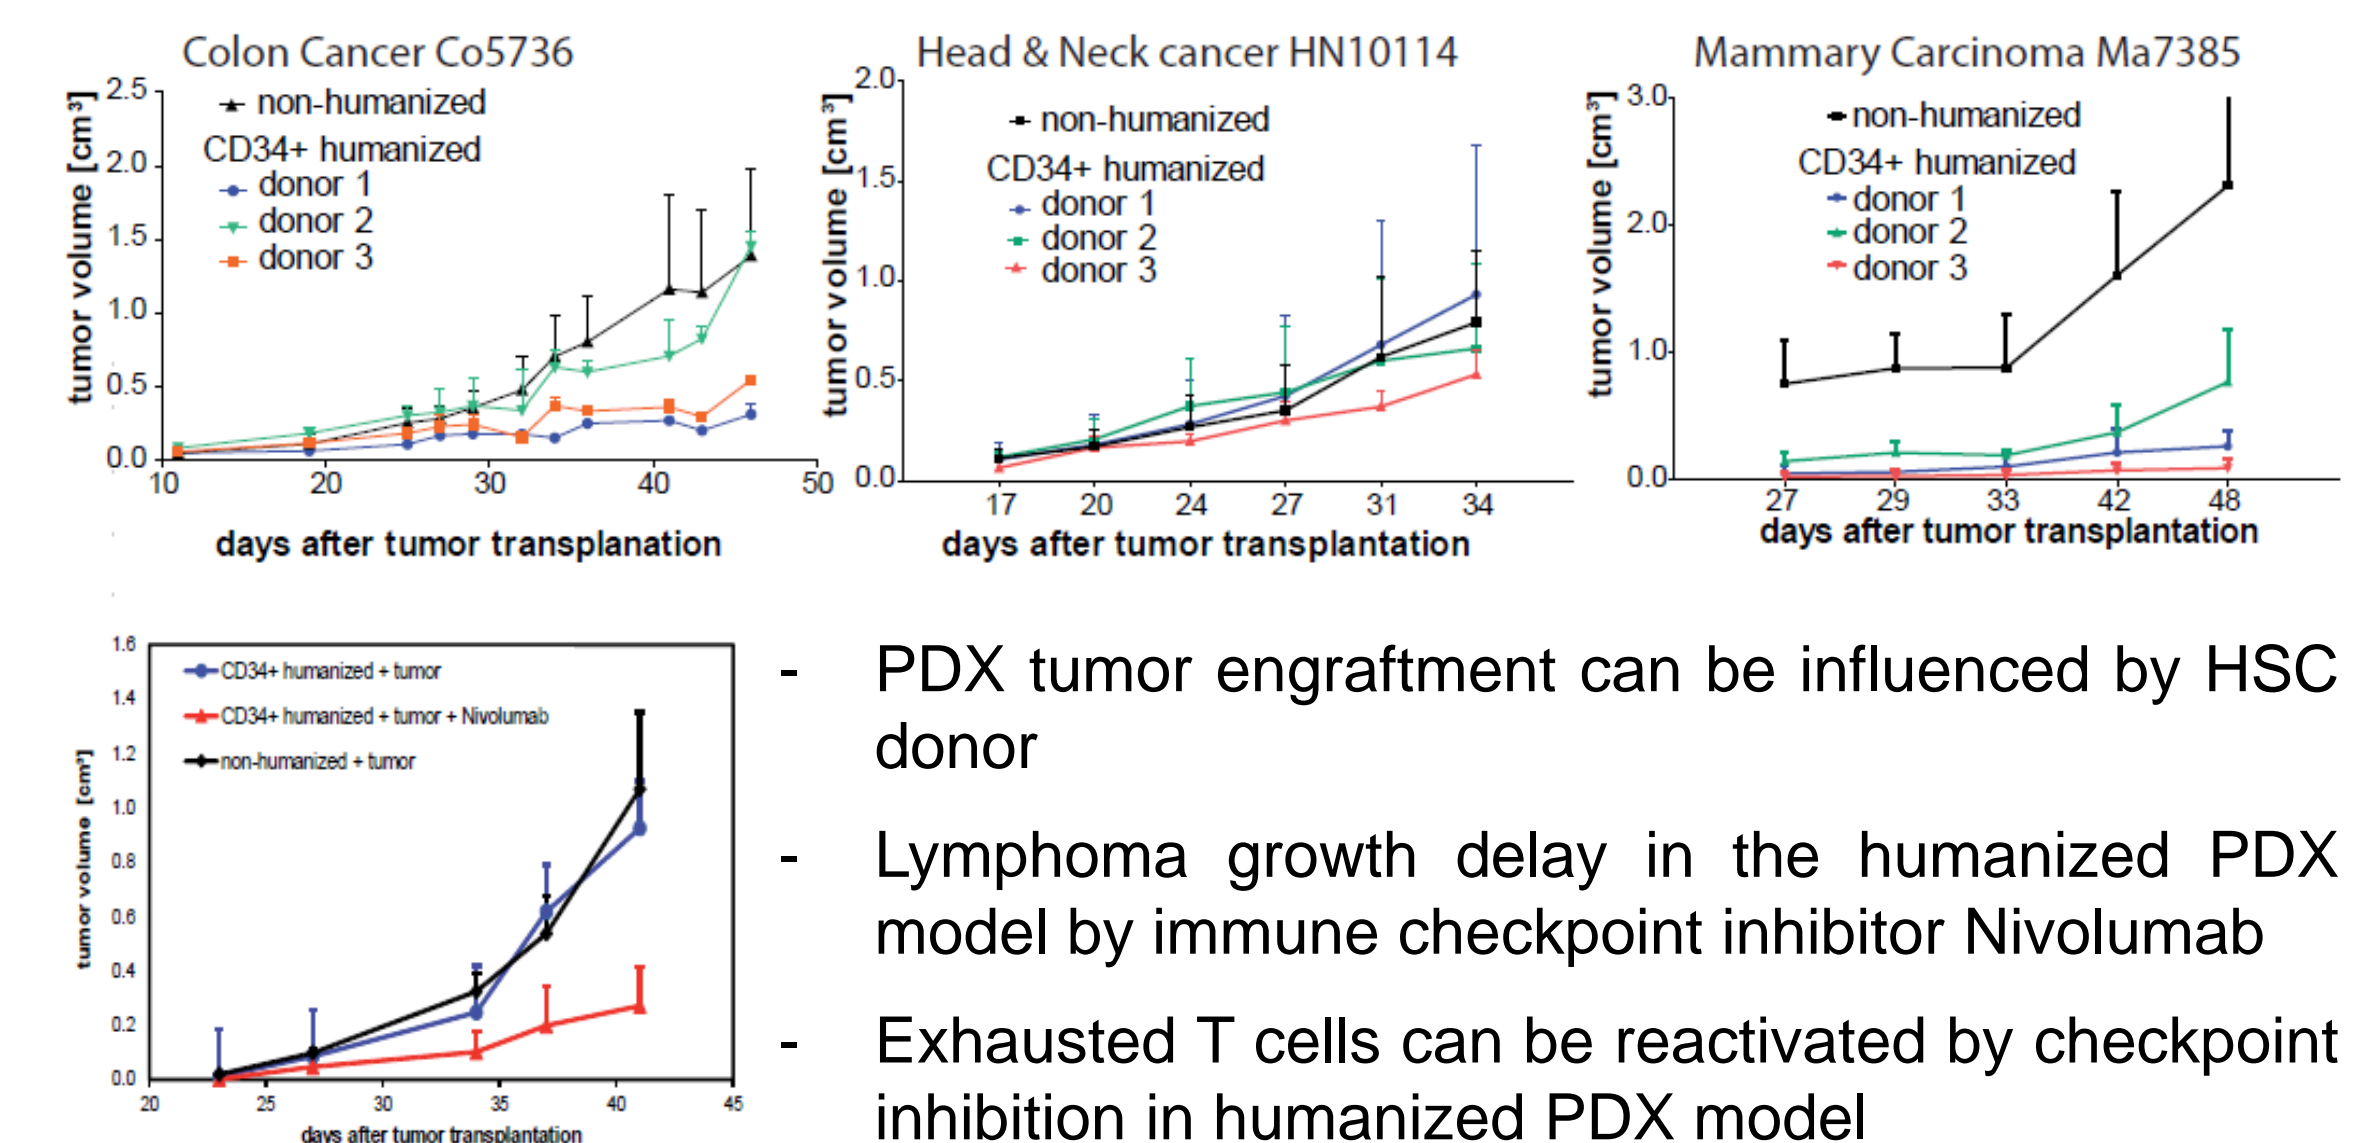 Colon Cancer Co5736
tumor volume [cm³]
2.5
2.0
1.5
1.0
0.5
0.0
non-humanized
CD34+ humanized
donor 1
donor 2
donor 3
10 20 30 40 50
days after tumor transplanation
Head & Neck cancer HN10114
tumor volume [cm³]
2.0
1.5
1.0
0.5
0.0
non-humanized
CD34+ humanized
donor 1
donor 2
donor 3
17 20 24 27 31 34
days after tumor transplantation
Mammary Carcinoma Ma7385
tumor volume [cm³]
3.0
2.0
1.0
0.0
non-humanized
CD34+ humanized
donor 1
donor 2
donor 3
27 29 33 42 48
days after tumor transplantation
tumor volume [cm³]
1.6
1.4
1.2
1.0
0.8
0.6
0.4
0.2
0.0
CD34+ humanized + tumor
CD34+ humanized + tumor + Nivolumab
non-humanized + tumor
20 25 30 35 40 45
days after tumor transplantation
- PDX tumor engraftment can be influenced by HSC
donor
- Lymphoma growth delay in the humanized PDX
model by immune checkpoint inhibitor Nivolumab
- Exhausted T cells can be reactivated by checkpoint
inhibition in humanized PDX model